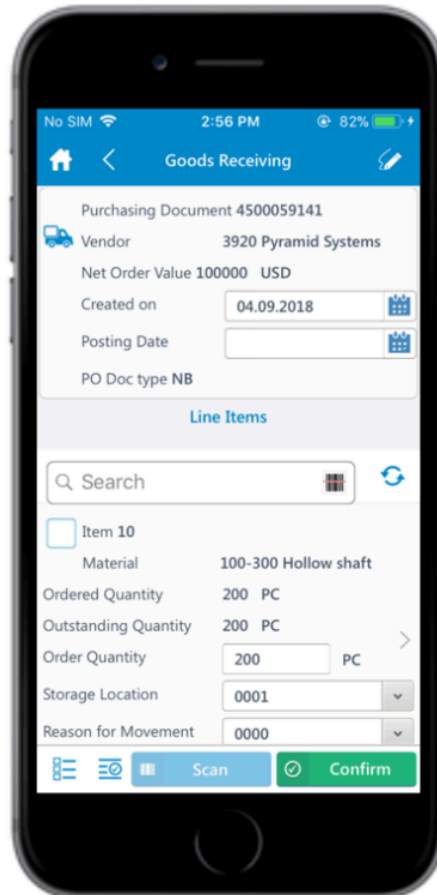 No SIM 2:56 PM 82%
Goods Receiving
Purchasing Document 4500059141
Vendor 3920 Pyramid Systems
Net Order Value 100000 USD
Created on 04.09.2018
Posting Date
PO Doc type NB
Line Items
Search
Item 10
Material 100-300 Hollow shaft
Ordered Quantity 200 PC
Outstanding Quantity 200 PC
Order Quantity 200 PC
Storage Location 0001
Reason for Movement 0000
Scan Confirm